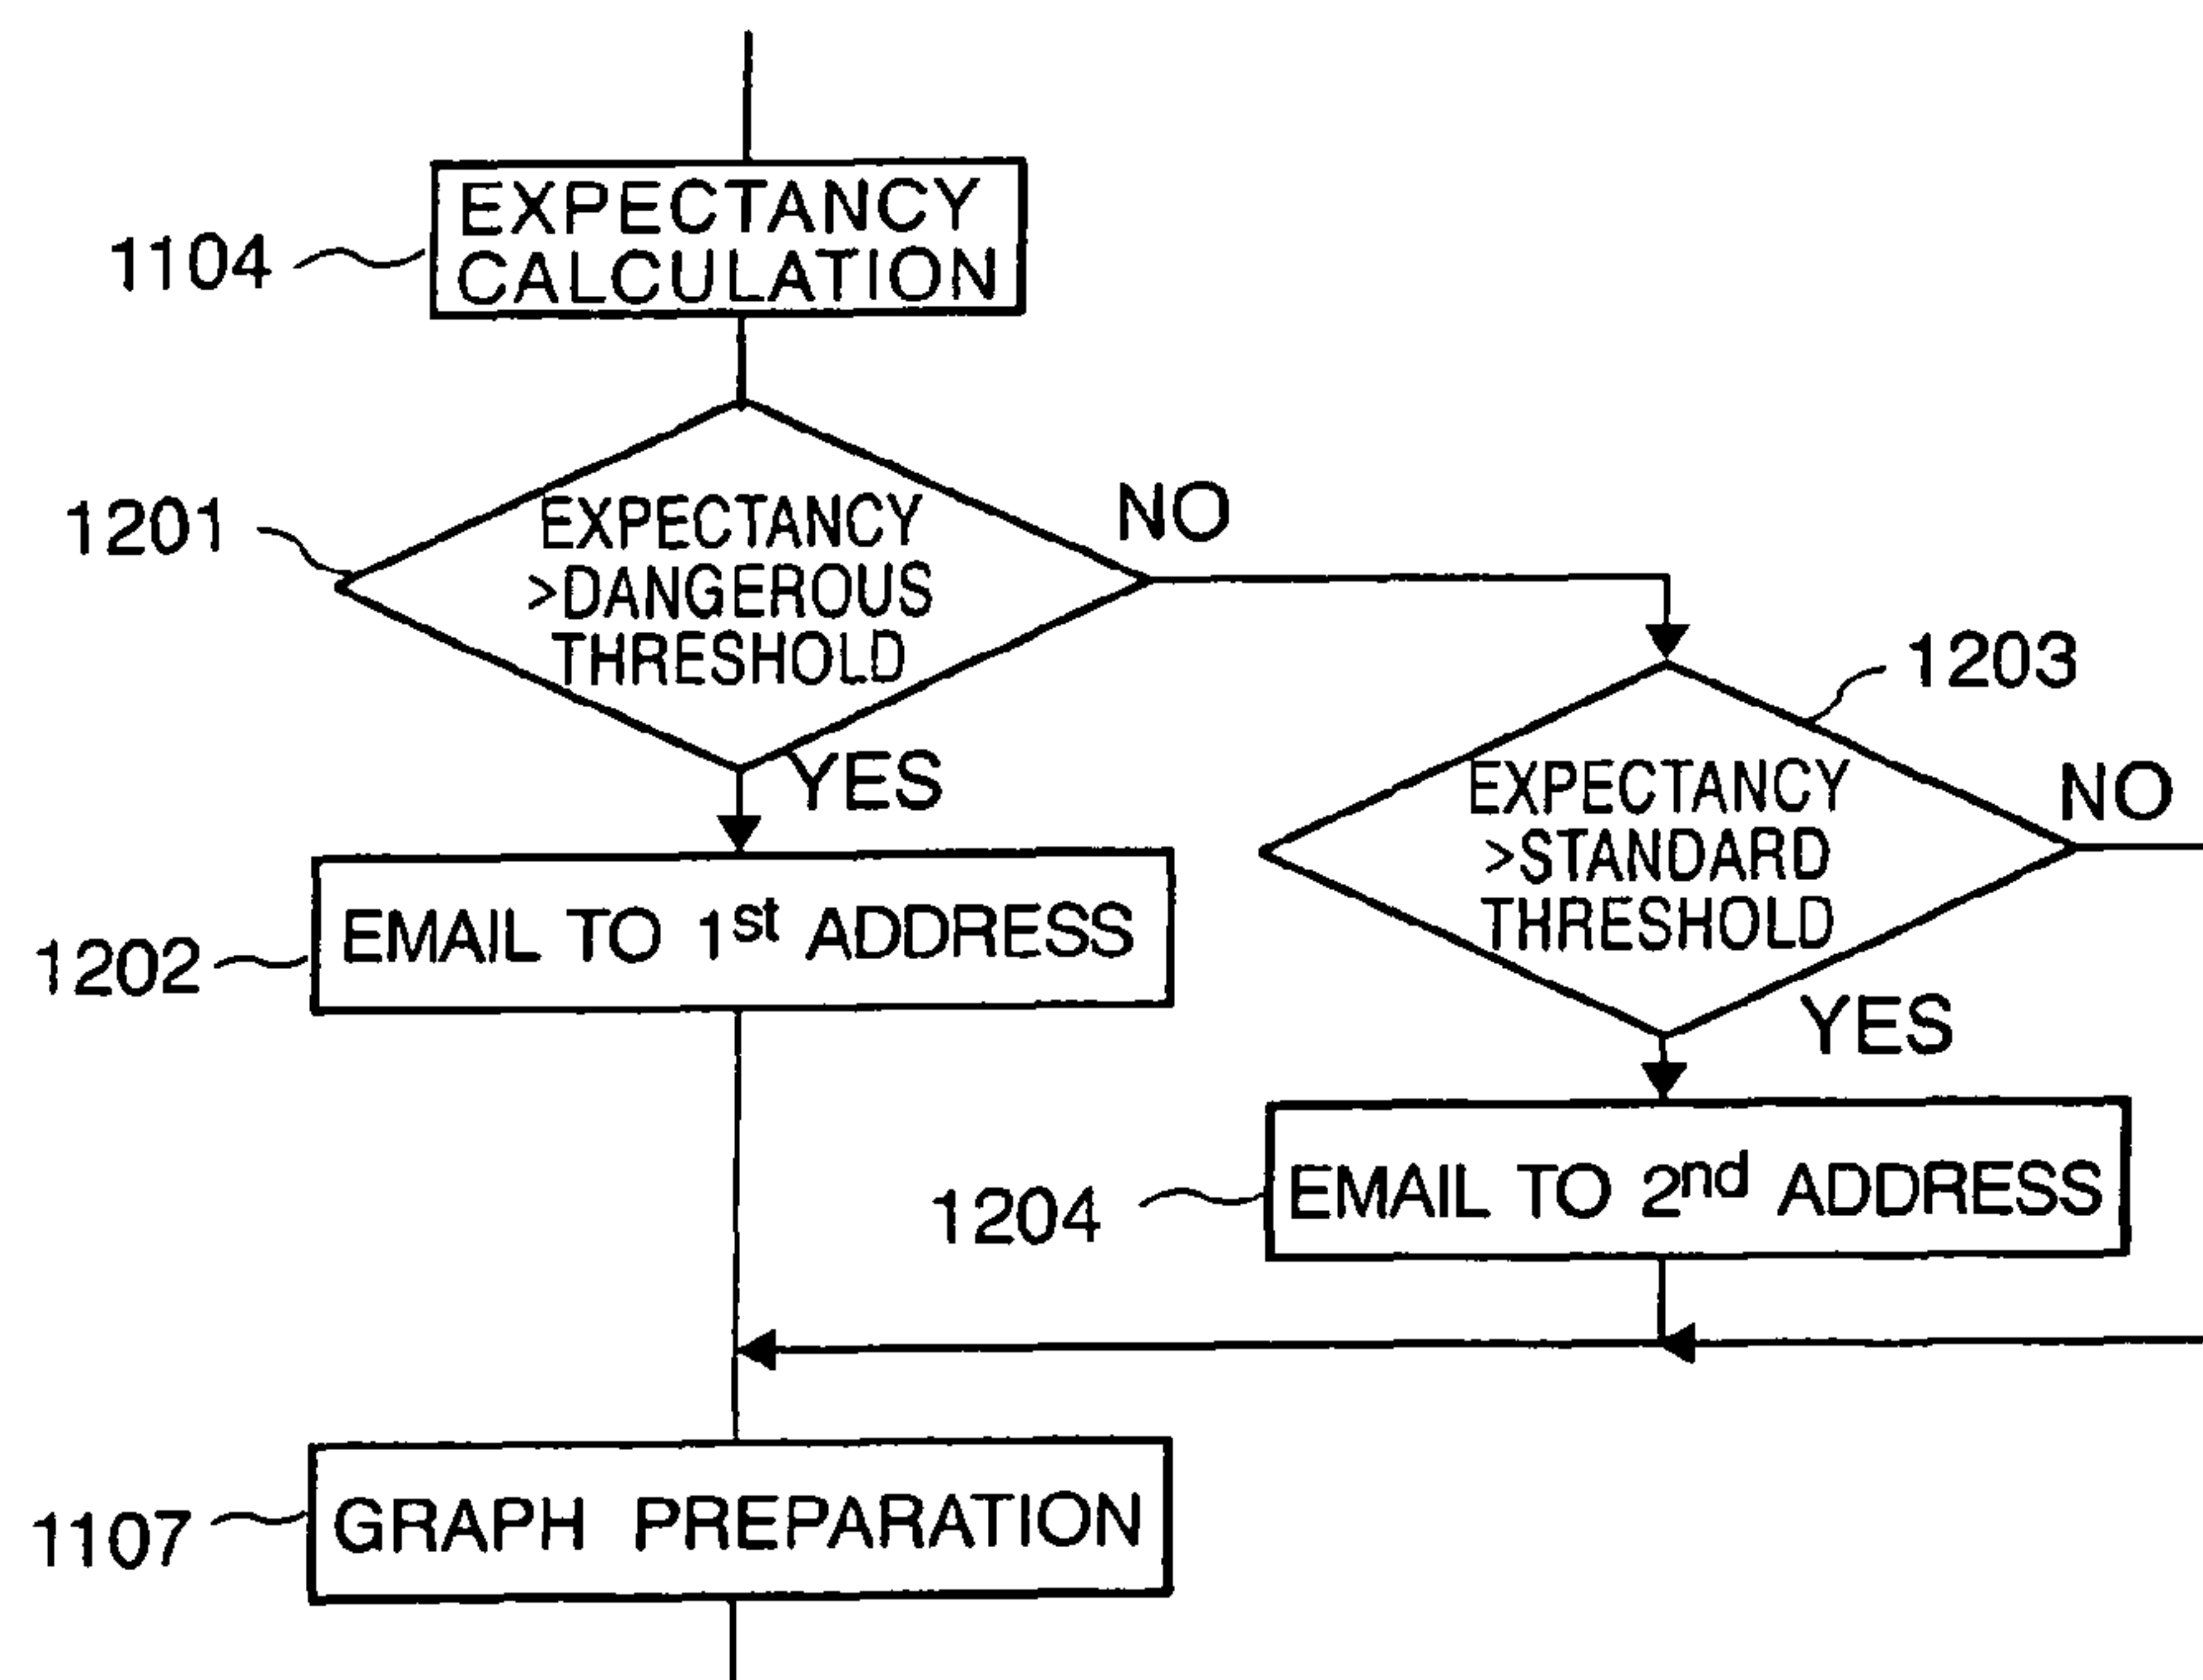 EXPECTANCY
CALCULATION
1104
1201
EXPECTANCY
>DANGEROUS
THRESHOLD
NO
YES
1203
EXPECTANCY
>STANDARD
THRESHOLD
NO
YES
1202
EMAIL TO 1st ADDRESS
1204
EMAIL TO 2nd ADDRESS
1107
GRAPH PREPARATION